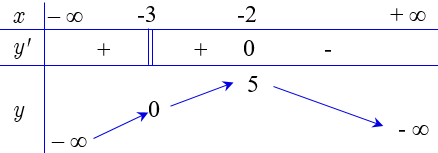 x −∞ -3 -2 +∞
y' + + 0 -
5
y 0
−∞ -∞